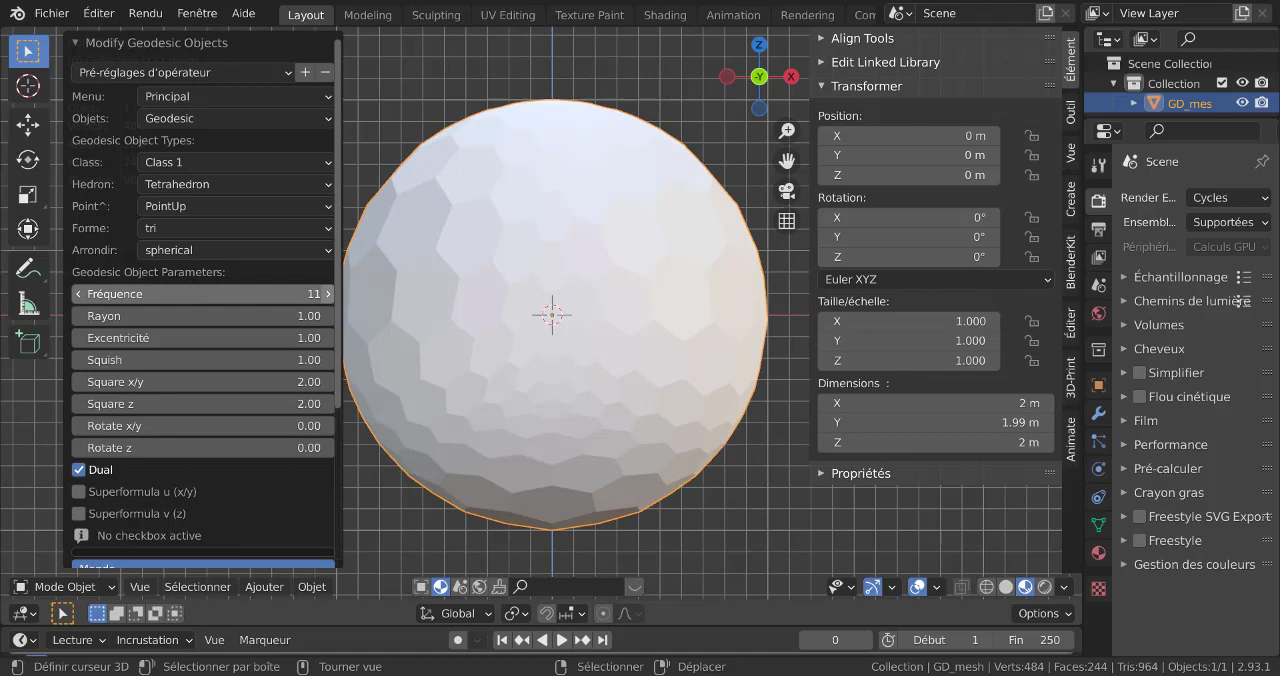 Fichier Éditer Rendu Fenêtre Aide Layout Modeling Sculpting UV Editing Texture Paint Shading Animation Rendering Scene View Layer
Modify Geodesic Objects
Pré-réglages d'opérateur
Menu: Principal
Objets: Geodesic
Geodesic Object Types:
Class: Class 1
Hedron: Tetrahedron
Point^: PointUp
Forme: tri
Arrondir: spherical
Geodesic Object Parameters:
Fréquence 11
Rayon 1.00
Excentricité 1.00
Squish 1.00
Square x/y 2.00
Square z 2.00
Rotate x/y 0.00
Rotate z 0.00
Dual
Superformula u (x/y)
Superformula v (z)
No checkbox active
Z
-Y
X
Align Tools
Edit Linked Library
Transformer
Position:
X 0 m
Y 0 m
Z 0 m
Rotation:
X 0°
Y 0°
Z 0°
Euler XYZ
Taille/échelle:
X 1.000
Y 1.000
Z 1.000
Dimensions :
X 2 m
Y 1.99 m
Z 2 m
Propriétés
Élément
Outil
Vue
Create
BlenderKit
Éditer
3D-Print
Animate
Scene Collection
Collection
GD_mes
Scene
Render E... Cycles
Ensembl... Supportées
Périphéri... Calculs GPU
Échantillonnage
Chemins de lumière
Volumes
Cheveux
Simplifier
Flou cinétique
Film
Performance
Pré-calculer
Crayon gras
Freestyle SVG Export
Freestyle
Gestion des couleurs
Mode Objet Vue Sélectionner Ajouter Objet
Global Options
Lecture Incrustation Vue Marqueur 0 Début 1 Fin 250
Définir curseur 3D Sélectionner par boîte Tourner vue Sélectionner Déplacer Collection | GD_mesh | Verts:484 | Faces:244 | Tris:964 | Objects:1/1 | 2.93.1